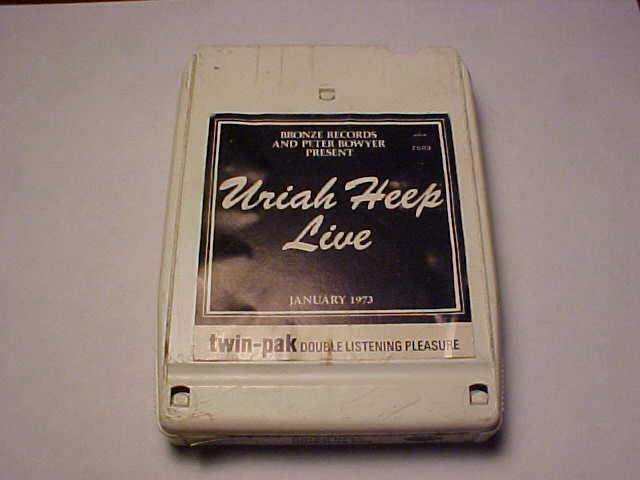 BRONZE RECORDS
AND PETER BOWYER
PRESENT
Uriah Heep
Live
JANUARY 1973
twin-pak DOUBLE LISTENING PLEASURE